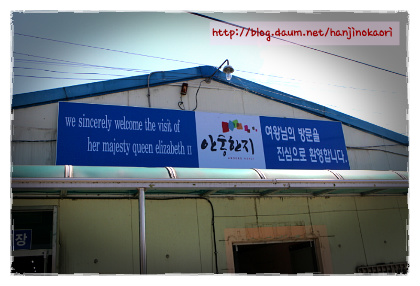 http://blog.daum.net/hanjinokaori
we sincerely welcome the visit of
her majesty queen elizabeth II
안동한지
여왕님의 방문을
진심으로 환영합니다.
장